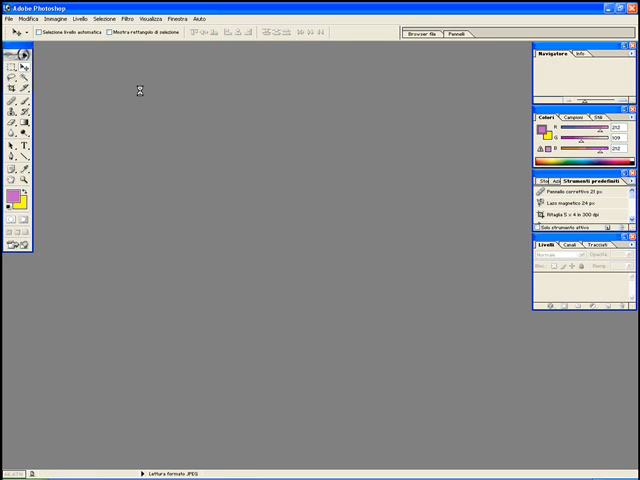 Adobe Photoshop
File Modifica Immagine Livello Selezione Filtro Visualizza Finestra Aiuto
Selezione livello automatica Mostra rettangolo di selezione
Browser file Pennelli
Navigatore Info
Colori Campioni Stili
R 212
G 109
B 212
Strumenti predefiniti
Pennello correttivo 21 px
Lazo magnetico 24 px
Ritaglia 5 x 4 in 300 dpi
Solo strumento attivo
Livelli Canali Tracciati
Normale Opacità:
Lettura formato JPEG